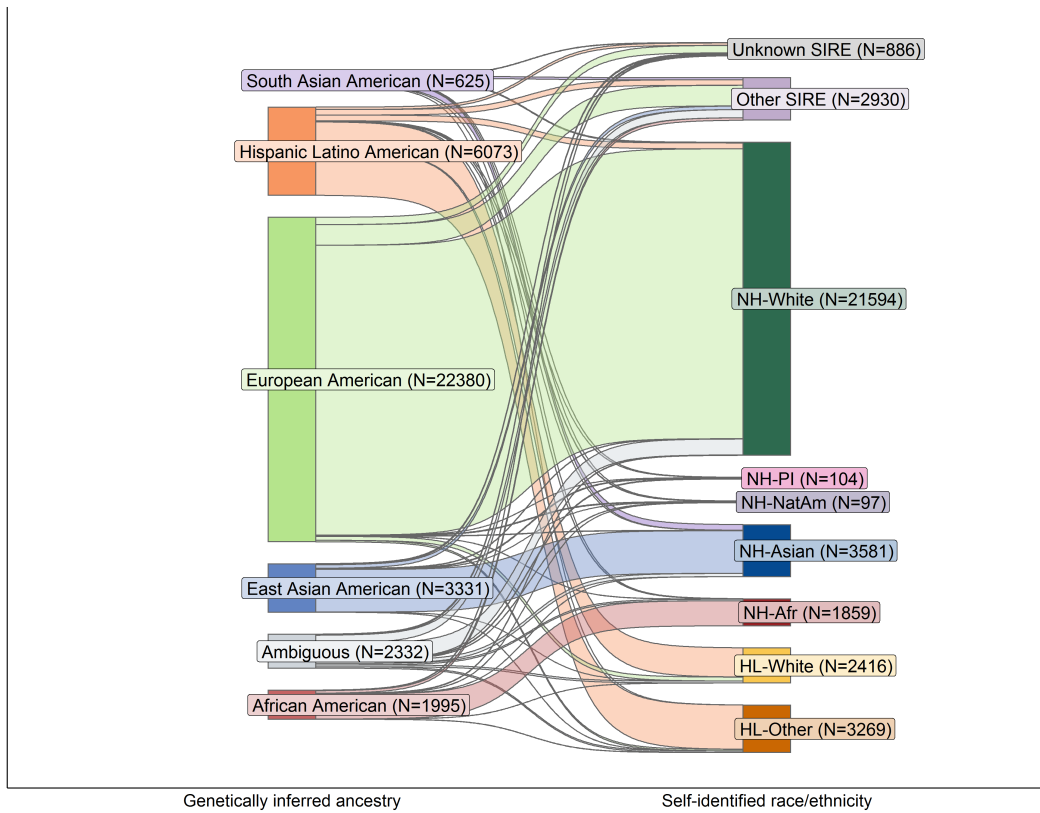 South Asian American (N=625)
Hispanic Latino American (N=6073)
European American (N=22380)
East Asian American (N=3331)
Ambiguous (N=2332)
African American (N=1995)
Unknown SIRE (N=886)
Other SIRE (N=2930)
NH-White (N=21594)
NH-PI (N=104)
NH-NatAm (N=97)
NH-Asian (N=3581)
NH-Afr (N=1859)
HL-White (N=2416)
HL-Other (N=3269)
Genetically inferred ancestry
Self-identified race/ethnicity